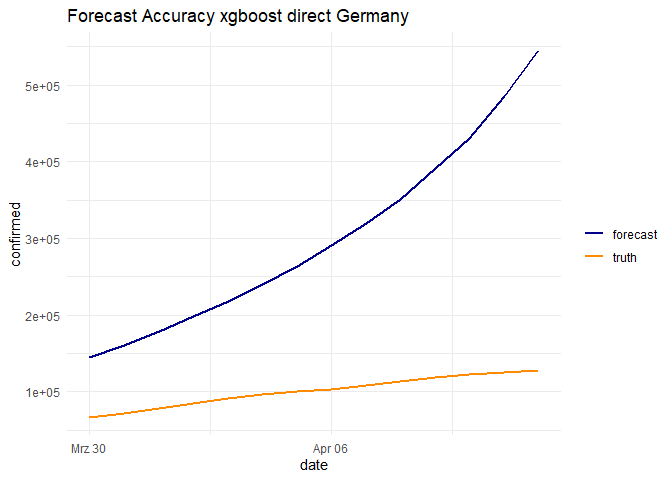 Forecast Accuracy xgboost direct Germany
confirmed
5e+05
4e+05
3e+05
2e+05
1e+05
Mrz 30
Apr 06
date
forecast
truth